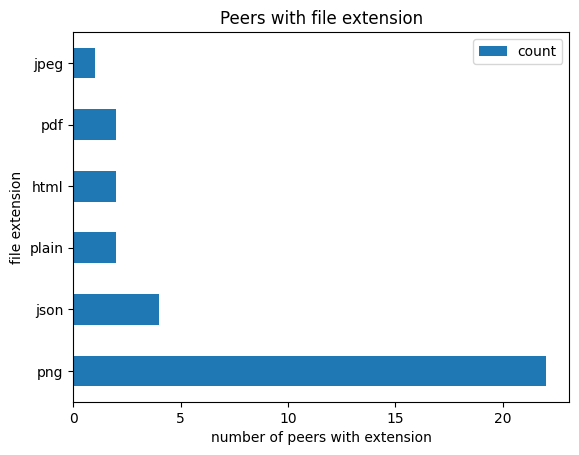 Peers with file extension
count
file extension
jpeg
pdf
html
plain
json
png
0 5 10 15 20
number of peers with extension